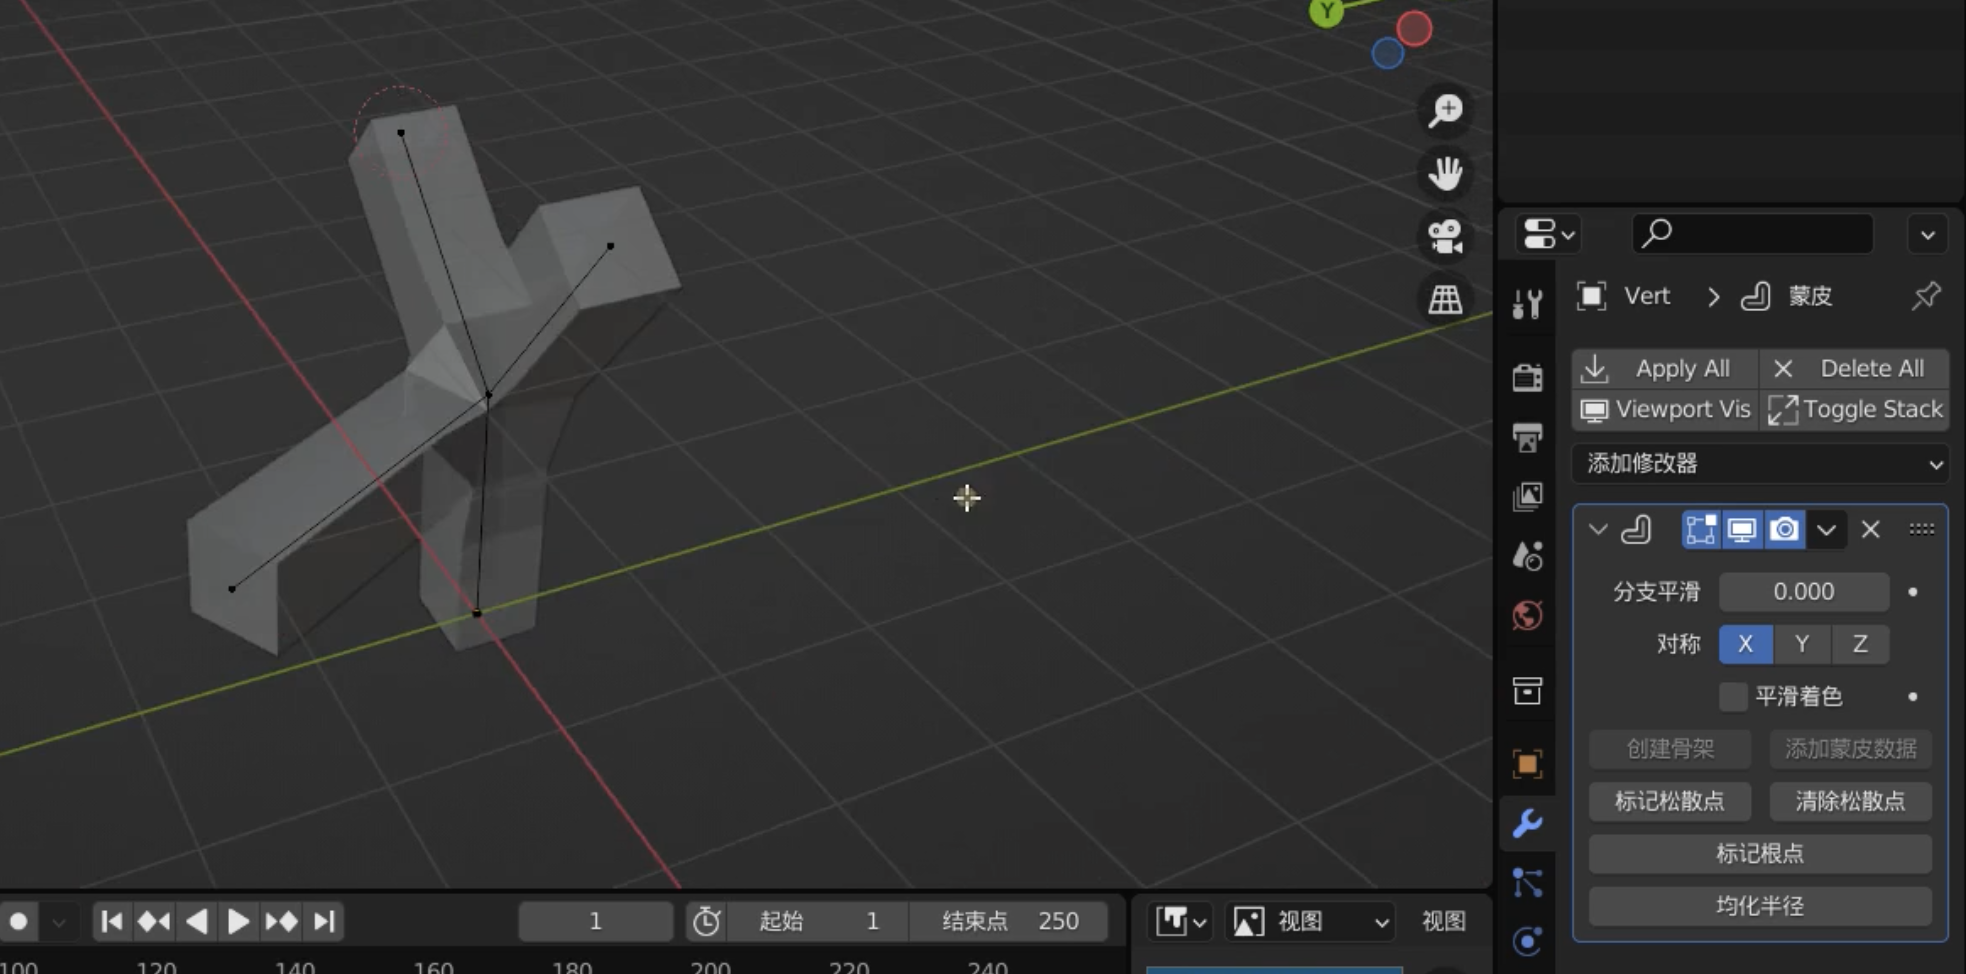 Y
Vert > 蒙皮
Apply All
Delete All
Viewport Vis
Toggle Stack
添加修改器
分支平滑 0.000
对称 X Y Z
平滑着色
创建骨架
添加蒙皮数据
标记松散点
清除松散点
标记根点
均化半径
1
起始 1
结束点 250
视图
视图
100 120 140 160 180 200 220 240